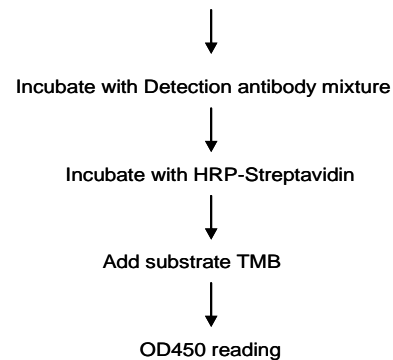 Incubate with Detection antibody mixture
Incubate with HRP-Streptavidin
Add substrate TMB
OD450 reading